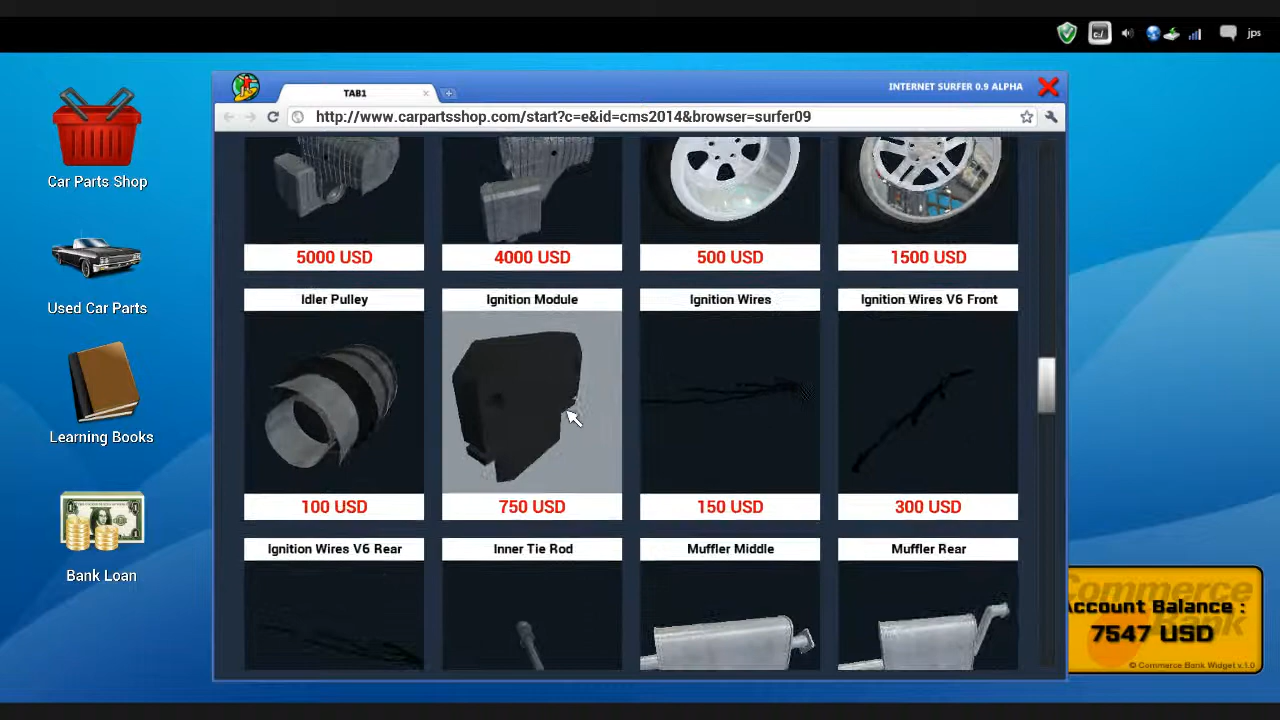 jps
TAB1
INTERNET SURFER 0.9 ALPHA
http://www.carpartsshop.com/start?c=e&id=cms2014&browser=surfer09
Car Parts Shop
Used Car Parts
Learning Books
Bank Loan
5000 USD
4000 USD
500 USD
1500 USD
Idler Pulley
Ignition Module
Ignition Wires
Ignition Wires V6 Front
100 USD
750 USD
150 USD
300 USD
Ignition Wires V6 Rear
Inner Tie Rod
Muffler Middle
Muffler Rear
Commerce
Bank
Account Balance :
7547 USD
© Commerce Bank Widget v.1.0